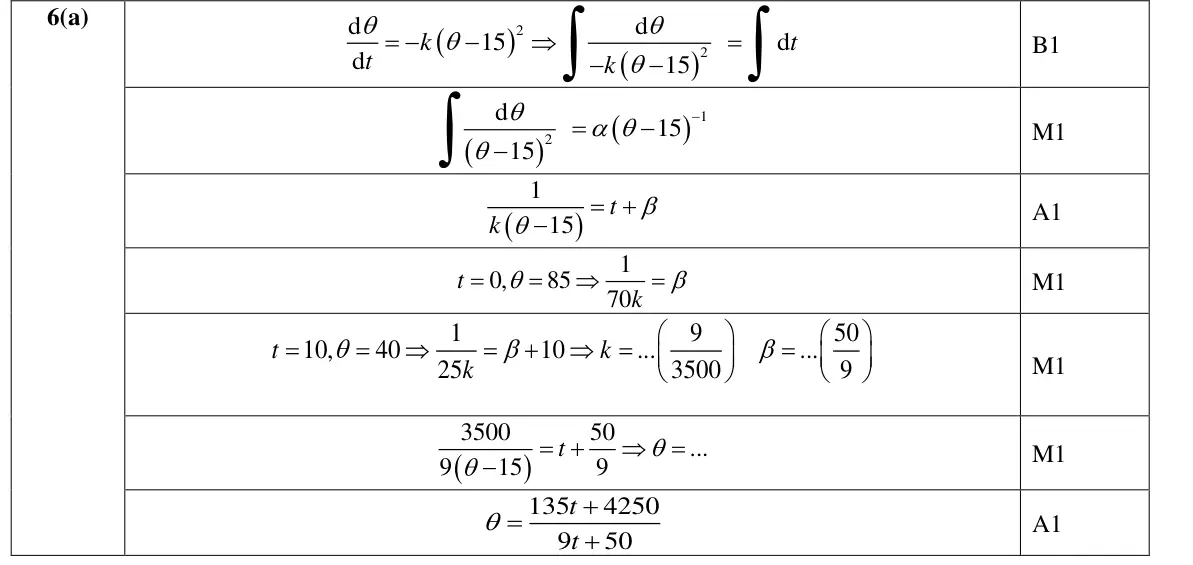 6(a)
dθ/dt = −k(θ−15)² ⇒ ∫ dθ/(−k(θ−15)²) = ∫ dt B1
∫ dθ/(θ−15)² = α(θ−15)⁻¹ M1
1/(k(θ−15)) = t + β A1
t = 0, θ = 85 ⇒ 1/(70k) = β M1
t = 10, θ = 40 ⇒ 1/(25k) = β + 10 ⇒ k = ...(9/3500) β = ...(50/9) M1
3500/(9(θ−15)) = t + 50/9 ⇒ θ = ... M1
θ = (135t + 4250)/(9t + 50) A1